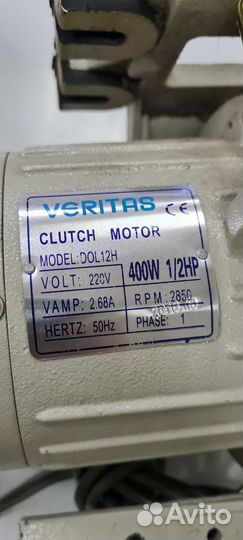 VERITAS CE
CLUTCH MOTOR
MODEL:DOL12H
VOLT: 220V 400W 1/2HP
VAMP: 2.68A R.P.M: 2850
HERTZ: 50Hz PHASE: 1
Avito